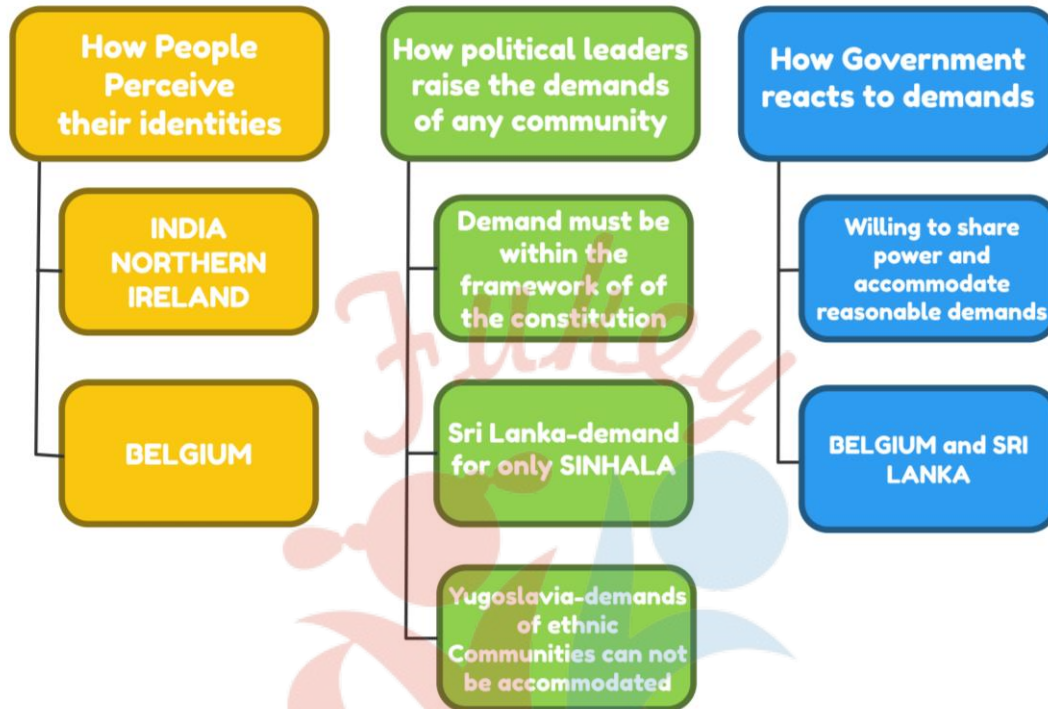 How People
Perceive
their identities
INDIA
NORTHERN
IRELAND
BELGIUM
How political leaders
raise the demands
of any community
Demand must be
within the
framework of of
the constitution
Sri Lanka-demand
for only SINHALA
Yugoslavia-demands
of ethnic
Communities can not
be accommodated
How Government
reacts to demands
Willing to share
power and
accommodate
reasonable demands
BELGIUM and SRI
LANKA
Fuhey